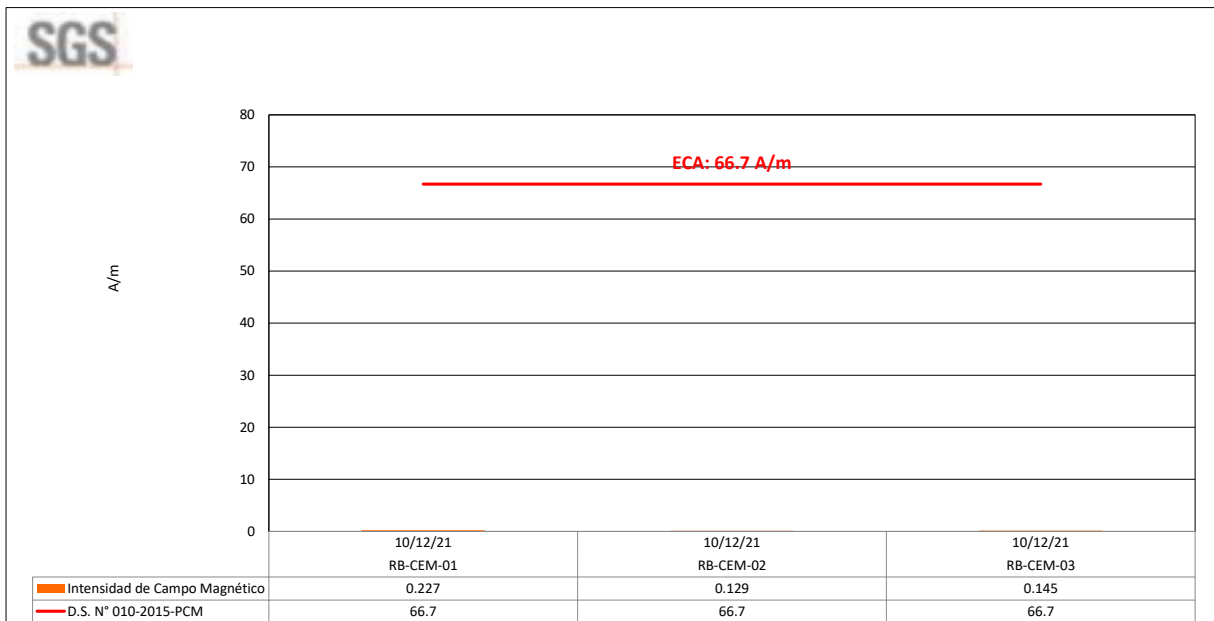 SGS
80
70
ECA: 66.7 A/m
60
50
A/m
40
30
20
10
0
10/12/21 10/12/21 10/12/21
RB-CEM-01 RB-CEM-02 RB-CEM-03
Intensidad de Campo Magnético 0.227 0.129 0.145
D.S. N° 010-2015-PCM 66.7 66.7 66.7